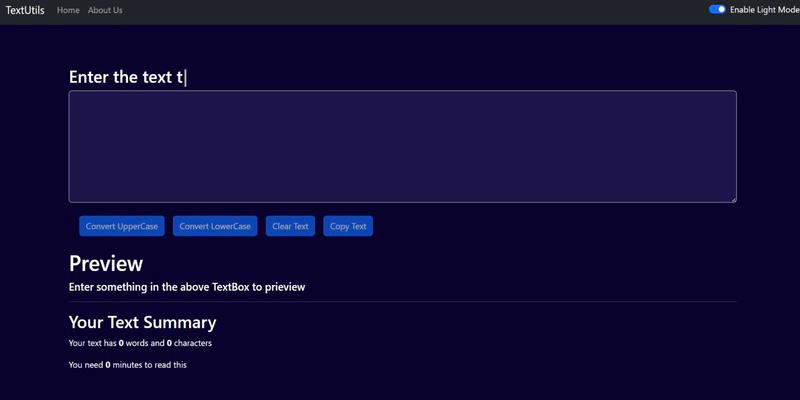 TextUtils Home About Us Enable Light Mode
Enter the text t
Convert UpperCase Convert LowerCase Clear Text Copy Text
Preview
Enter something in the above TextBox to prieview
Your Text Summary
Your text has 0 words and 0 characters
You need 0 minutes to read this